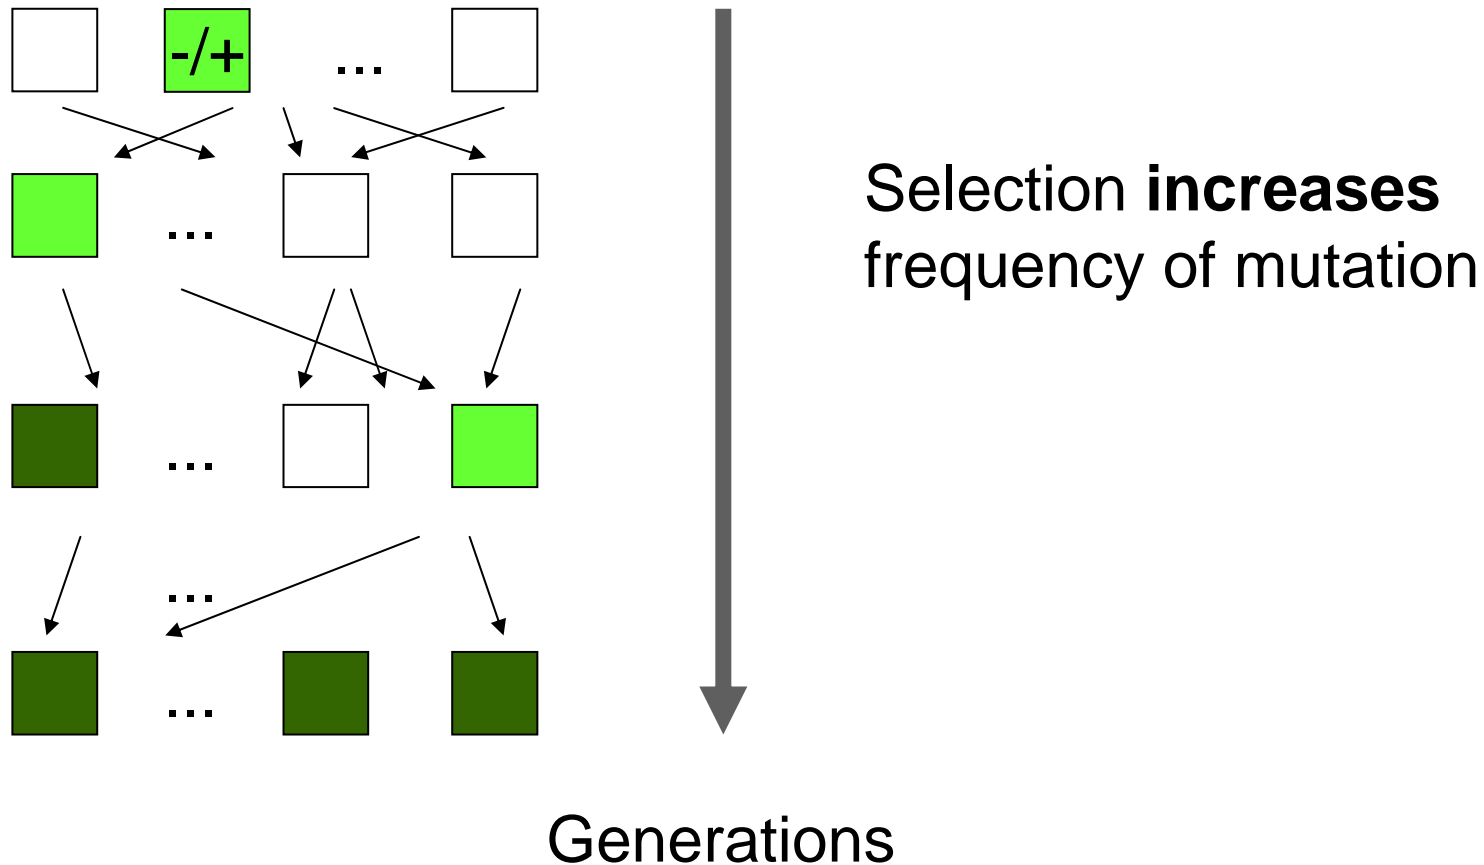 -/+
...
...
Selection increases
frequency of mutation
...
...
...
Generations